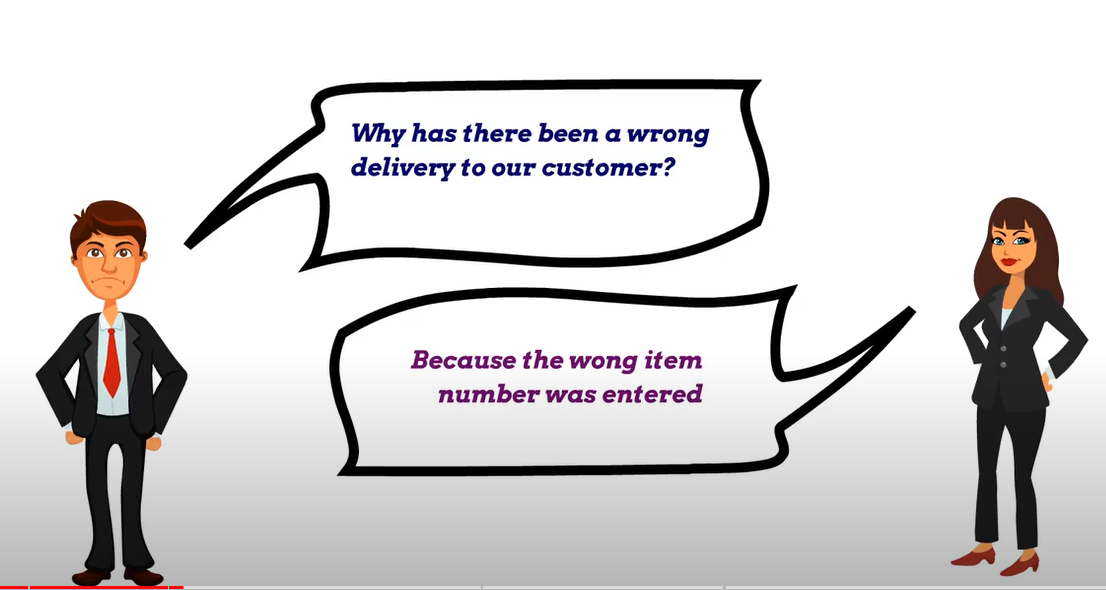 Why has there been a wrong
delivery to our customer?
Because the wong item
number was entered